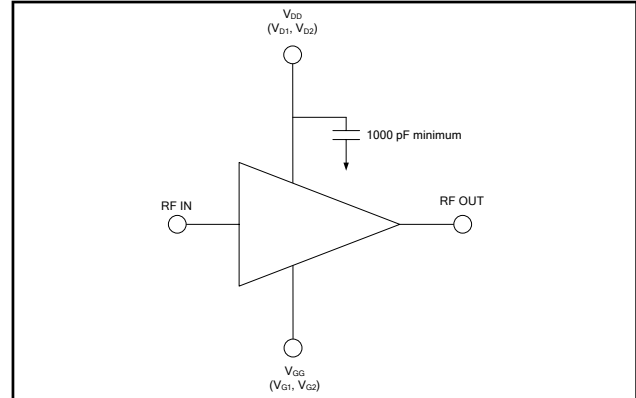 VDD
(VD1, VD2)
1000 pF minimum
RF IN
RF OUT
VGG
(VG1, VG2)